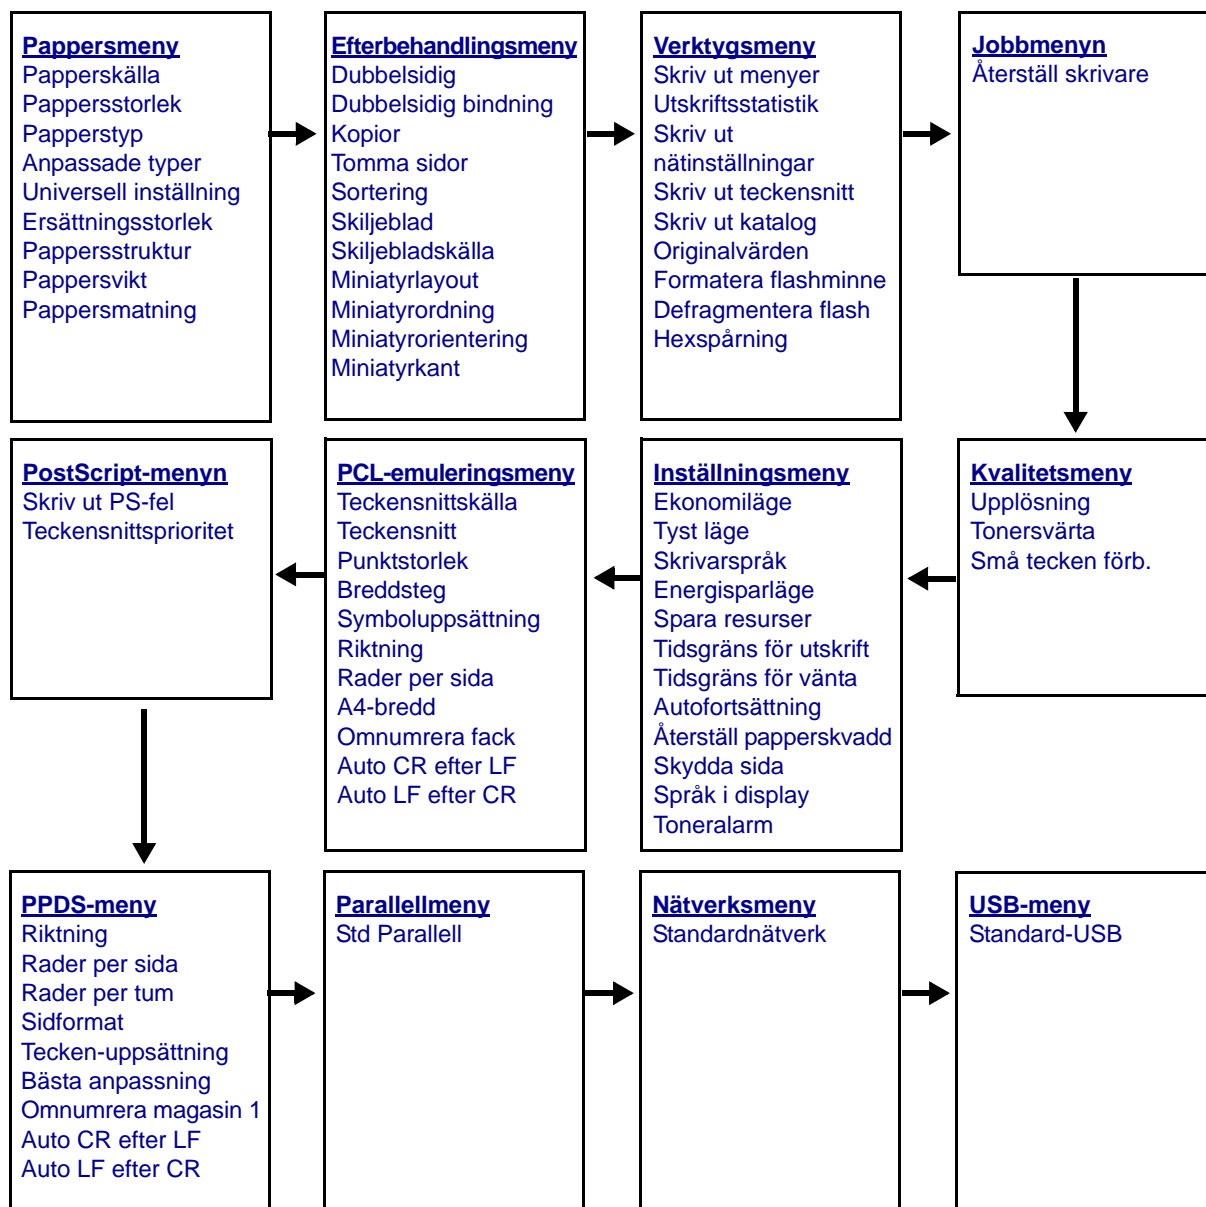 Pappersmeny
Papperskälla
Pappersstorlek
Papperstyp
Anpassade typer
Universell inställning
Ersättningsstorlek
Pappersstruktur
Pappersvikt
Pappersmatning
Efterbehandlingsmeny
Dubbelsidig
Dubbelsidig bindning
Kopior
Tomma sidor
Sortering
Skiljeblad
Skiljebladskälla
Miniatyrlayout
Miniatyrordning
Miniatyrorientering
Miniatyrkant
Verktygsmeny
Skriv ut menyer
Utskriftsstatistik
Skriv ut
nätinställningar
Skriv ut teckensnitt
Skriv ut katalog
Originalvärden
Formatera flashminne
Defragmentera flash
Hexspårning
Jobbmenyn
Återställ skrivare
PostScript-menyn
Skriv ut PS-fel
Teckensnittsprioritet
PCL-emuleringsmeny
Teckensnittskälla
Teckensnitt
Punktstorlek
Breddsteg
Symboluppsättning
Riktning
Rader per sida
A4-bredd
Omnumrera fack
Auto CR efter LF
Auto LF efter CR
Inställningsmeny
Ekonomiläge
Tyst läge
Skrivarspråk
Energisparläge
Spara resurser
Tidsgräns för utskrift
Tidsgräns för vänta
Autofortsättning
Återställ papperskvadd
Skydda sida
Språk i display
Toneralarm
Kvalitetsmeny
Upplösning
Tonersvärta
Små tecken förb.
PPDS-meny
Riktning
Rader per sida
Rader per tum
Sidformat
Tecken-uppsättning
Bästa anpassning
Omnumrera magasin 1
Auto CR efter LF
Auto LF efter CR
Parallellmeny
Std Parallell
Nätverksmeny
Standardnätverk
USB-meny
Standard-USB